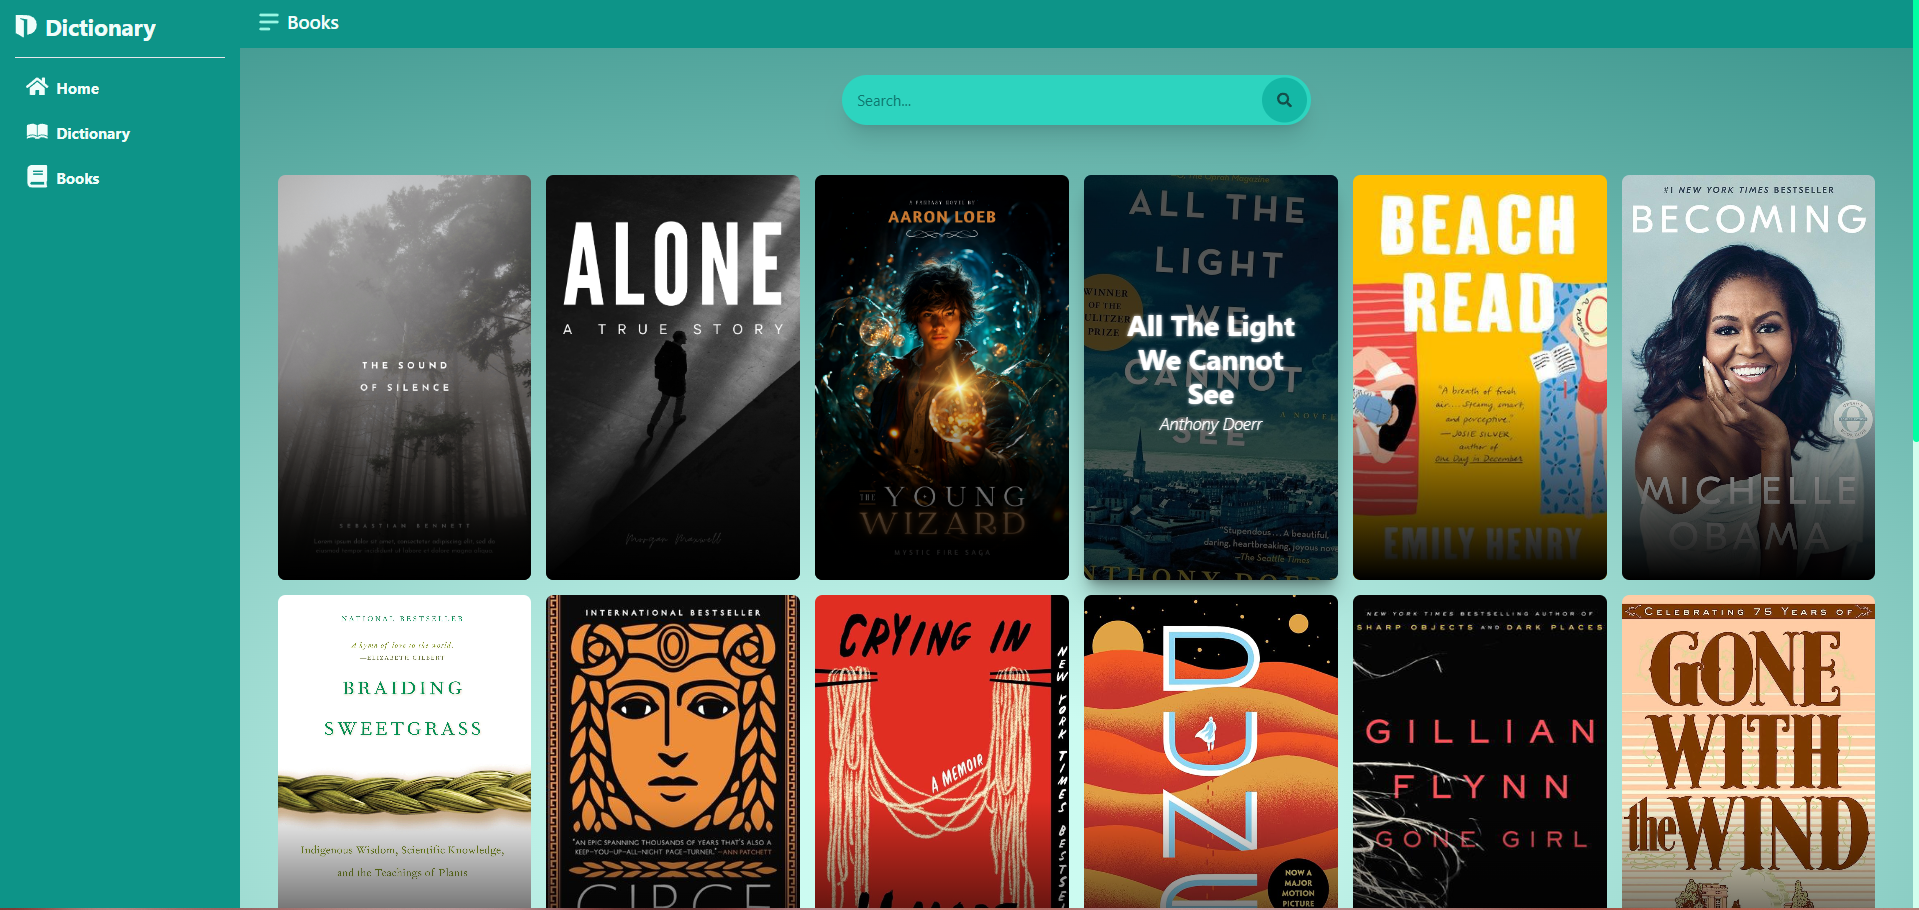 Dictionary
Home
Dictionary
Books
Books
Search...
THE SOUND
OF SILENCE
SEBASTIAN BENNETT
ALONE
A TRUE STORY
Morgan Maxwell
A FANTASY NOVEL BY
AARON LOEB
THE YOUNG
WIZARD
MYSTIC FIRE SAGA
ALL THE
LIGHT
WE
CANNOT
SEE
WINNER
OF THE
ULITZER
PRIZE
A NOVEL
All The Light
We Cannot
See
Anthony Doerr
"Stupendous...A beautiful,
daring, heartbreaking, joyous nove
—The Seattle Times
NTHONY DOER
BEACH
READ
a novel
"A breath of fresh
air....Steamy, smart,
and perceptive."
—JOSIE SILVER,
author of
One Day in December
EMILY HENRY
#1 NEW YORK TIMES BESTSELLER
BECOMING
MICHELLE
OBAMA
NATIONAL BESTSELLER
A hymn of love to the world.
—ELIZABETH GILBERT
BRAIDING
SWEETGRASS
Indigenous Wisdom, Scientific Knowledge,
and the Teachings of Plants
INTERNATIONAL BESTSELLER
"AN EPIC SPANNING THOUSANDS OF YEARS THAT'S ALSO A
KEEP-YOU-UP-ALL-NIGHT PAGE-TURNER." —ANN PATCHETT
CIRCE
CRYING IN
A MEMOIR
H MART
NEW YORK TIMES BESTSEL
DUNE
NOW A
MAJOR
MOTION
PICTURE
NEW YORK TIMES BESTSELLING AUTHOR OF
SHARP OBJECTS AND DARK PLACES
GILLIAN
FLYNN
GONE GIRL
CELEBRATING 75 YEARS OF
GONE
WITH
the WIND